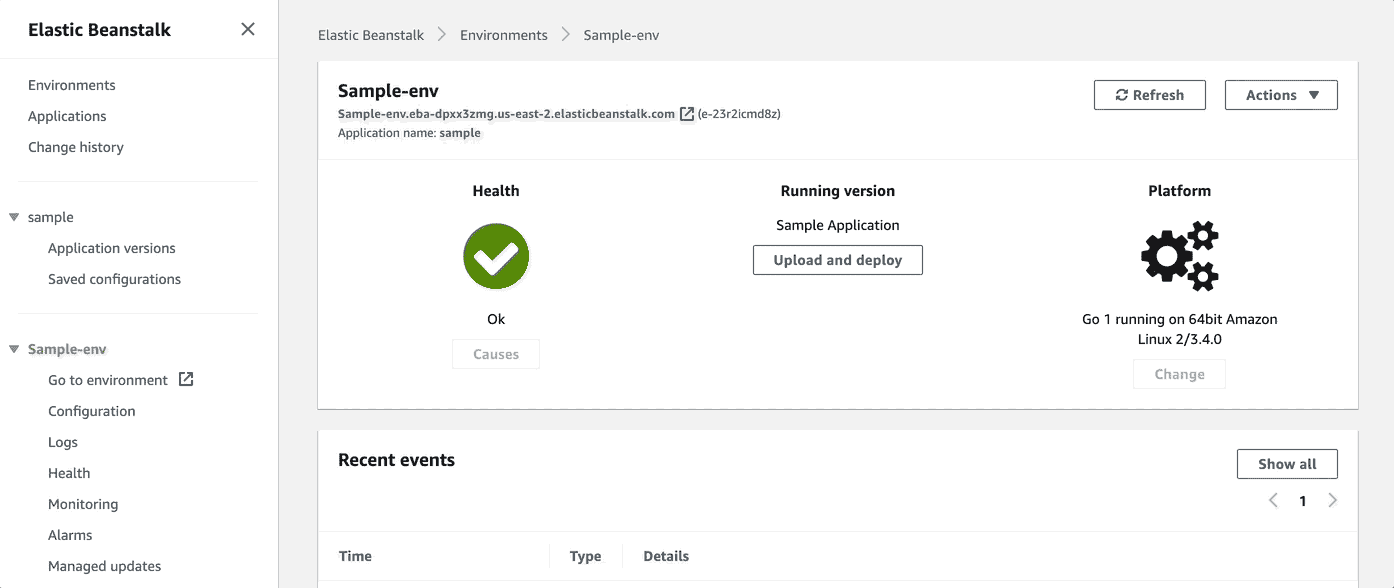 Elastic Beanstalk
Environments
Applications
Change history
sample
Application versions
Saved configurations
Sample-env
Go to environment
Configuration
Logs
Health
Monitoring
Alarms
Managed updates
Elastic Beanstalk Environments Sample-env
Sample-env
Sample-env.eba-dpxx3zmg.us-east-2.elasticbeanstalk.com (e-23r2icmd8z)
Application name: sample
Refresh
Actions
Health
Ok
Causes
Running version
Sample Application
Upload and deploy
Platform
Go 1 running on 64bit Amazon
Linux 2/3.4.0
Change
Recent events
Show all
1
Time Type Details